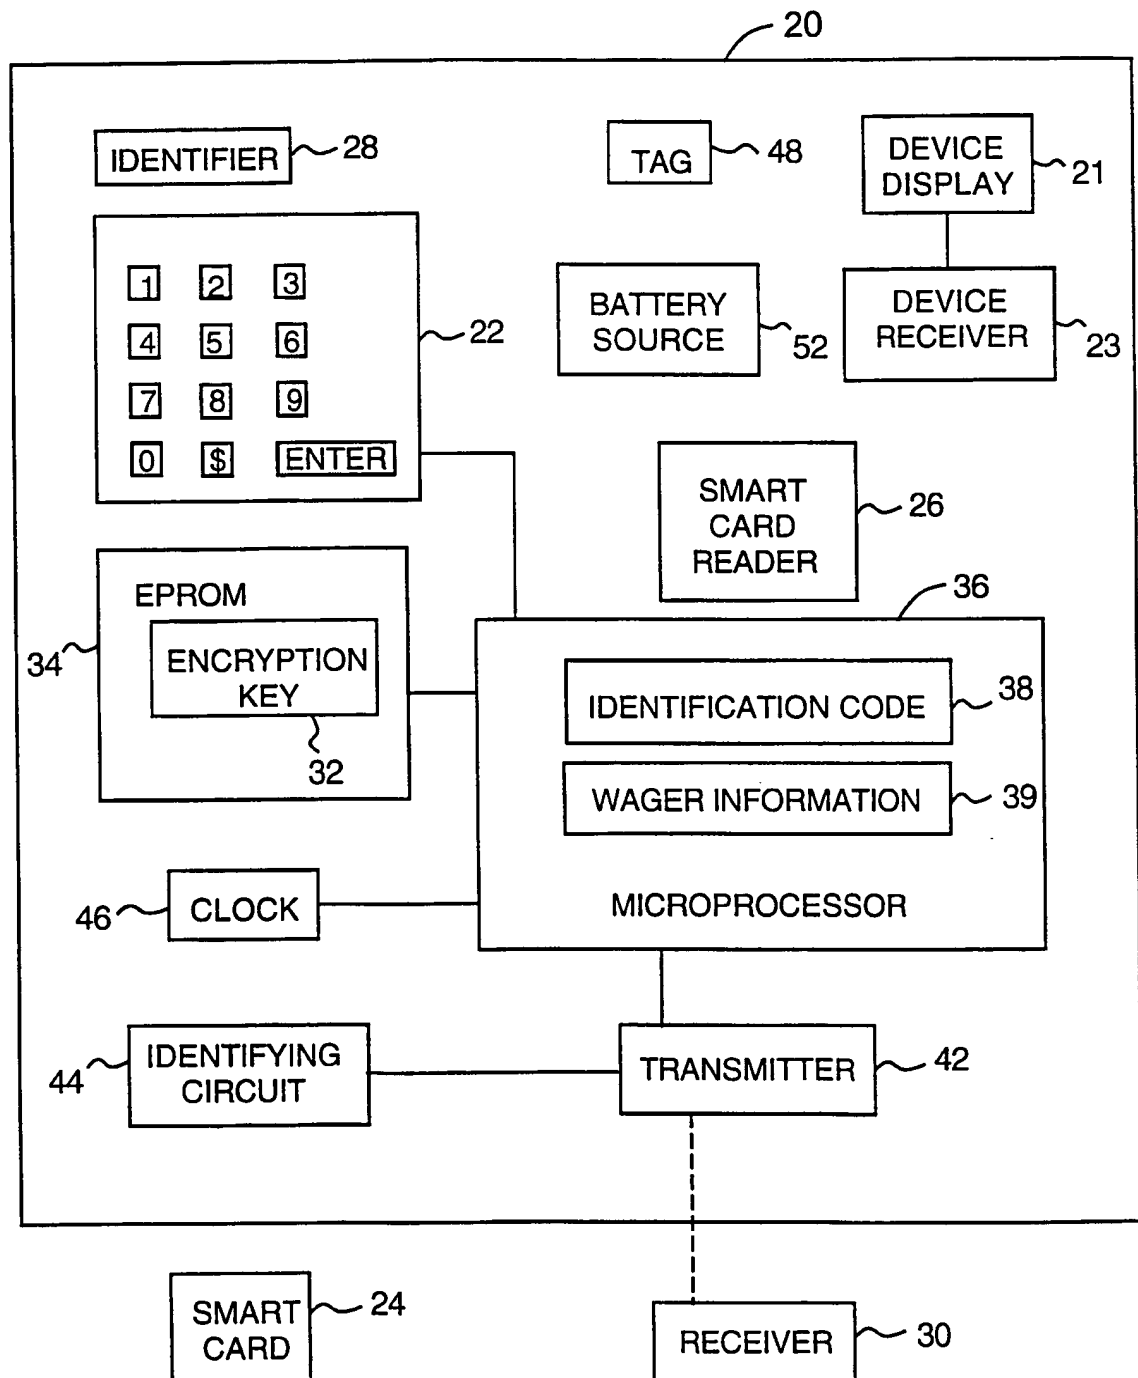 20
IDENTIFIER 28
TAG 48
DEVICE
DISPLAY 21
1 2 3
4 5 6
7 8 9
0 $ ENTER
22
BATTERY
SOURCE 52
DEVICE
RECEIVER 23
SMART
CARD
READER
26
EPROM
ENCRYPTION
KEY
32
34
36
IDENTIFICATION CODE 38
WAGER INFORMATION 39
MICROPROCESSOR
46 CLOCK
44 IDENTIFYING
CIRCUIT
TRANSMITTER 42
SMART
CARD
24
RECEIVER 30